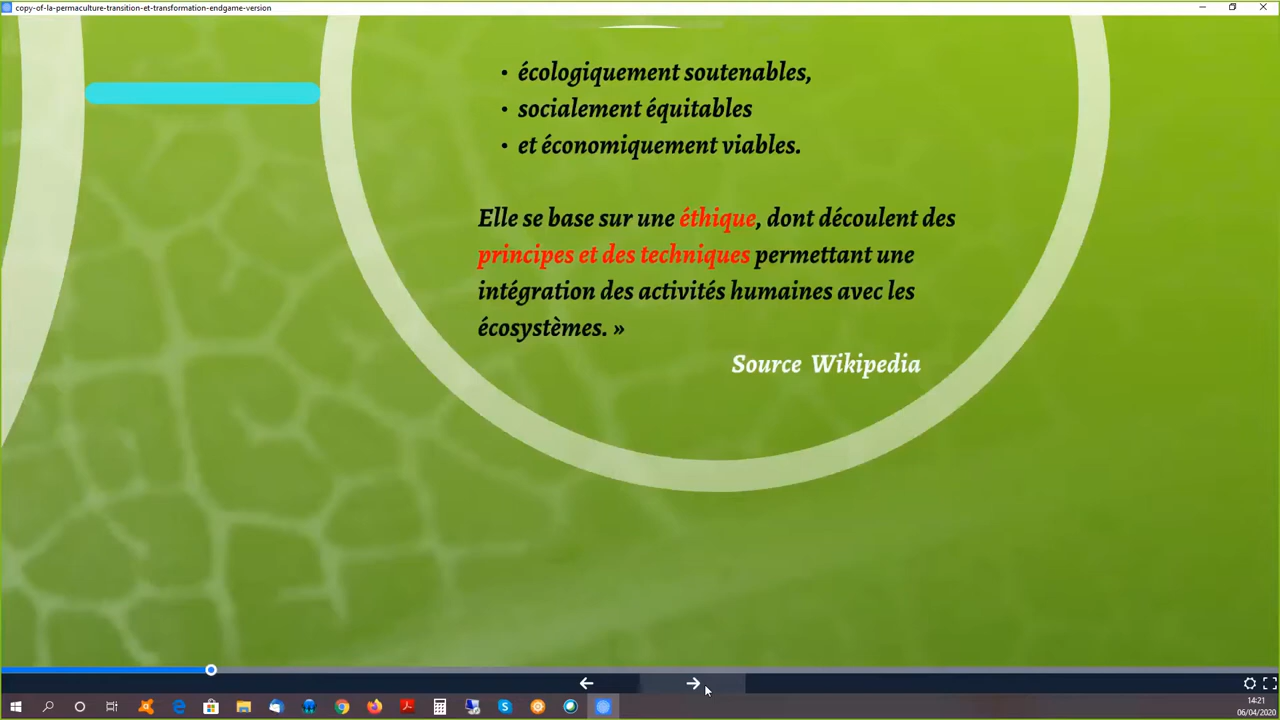 copy-of-la-permaculture-transition-et-transformation-endgame-version
• écologiquement soutenables,
• socialement équitables
• et économiquement viables.
Elle se base sur une éthique, dont découlent des
principes et des techniques permettant une
intégration des activités humaines avec les
écosystèmes. »
Source Wikipedia
14:21
06/04/2020